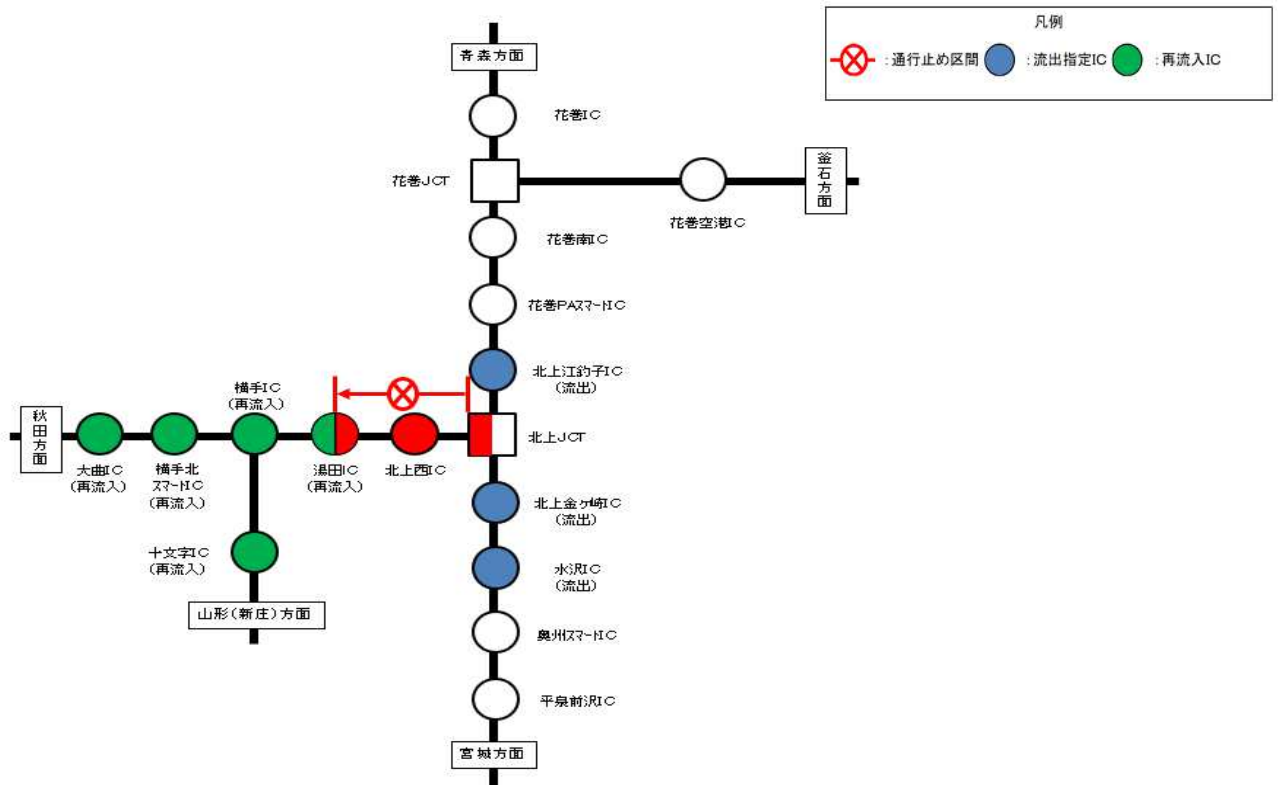 凡例
:通行止め区間
:流出指定IC
:再流入IC
青森方面
花巻IC
花巻JCT
釜石方面
花巻空港IC
花巻南IC
花巻PAスマートIC
北上江釣子IC
(流出)
横手IC
(再流入)
秋田方面
北上JCT
大曲IC
(再流入)
横手北
スマートIC
(再流入)
湯田IC
(再流入)
北上西IC
北上金ヶ崎IC
(流出)
十文字IC
(再流入)
水沢IC
(流出)
山形(新庄)方面
奥州スマートIC
平泉前沢IC
宮城方面